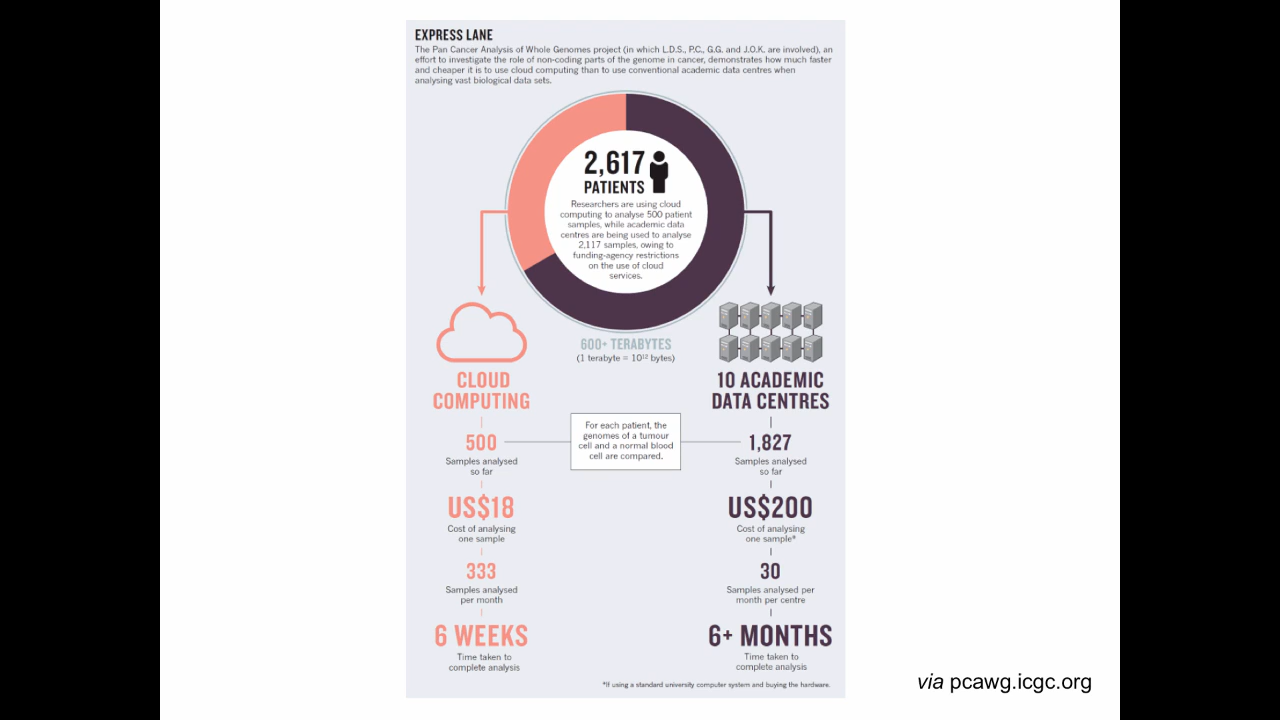 EXPRESS LANE
The Pan Cancer Analysis of Whole Genomes project (in which L.D.S., P.C., G.G. and J.O.K. are involved), an
effort to investigate the role of non-coding parts of the genome in cancer, demonstrates how much faster
and cheaper it is to use cloud computing than to use conventional academic data centres when
analysing vast biological data sets.
2,617
PATIENTS
Researchers are using cloud
computing to analyse 500 patient
samples, while academic data
centres are being used to analyse
2,117 samples, owing to
funding-agency restrictions
on the use of cloud
services.
600+ TERABYTES
(1 terabyte = 10¹² bytes)
CLOUD
COMPUTING
500
Samples analysed
so far
US$18
Cost of analysing
one sample
333
Samples analysed
per month
6 WEEKS
Time taken to
complete analysis
For each patient, the
genomes of a tumour
cell and a normal blood
cell are compared.
10 ACADEMIC
DATA CENTRES
1,827
Samples analysed
so far
US$200
Cost of analysing
one sample*
30
Samples analysed per
month per centre
6+ MONTHS
Time taken to
complete analysis
*If using a standard university computer system and buying the hardware.
via pcawg.icgc.org